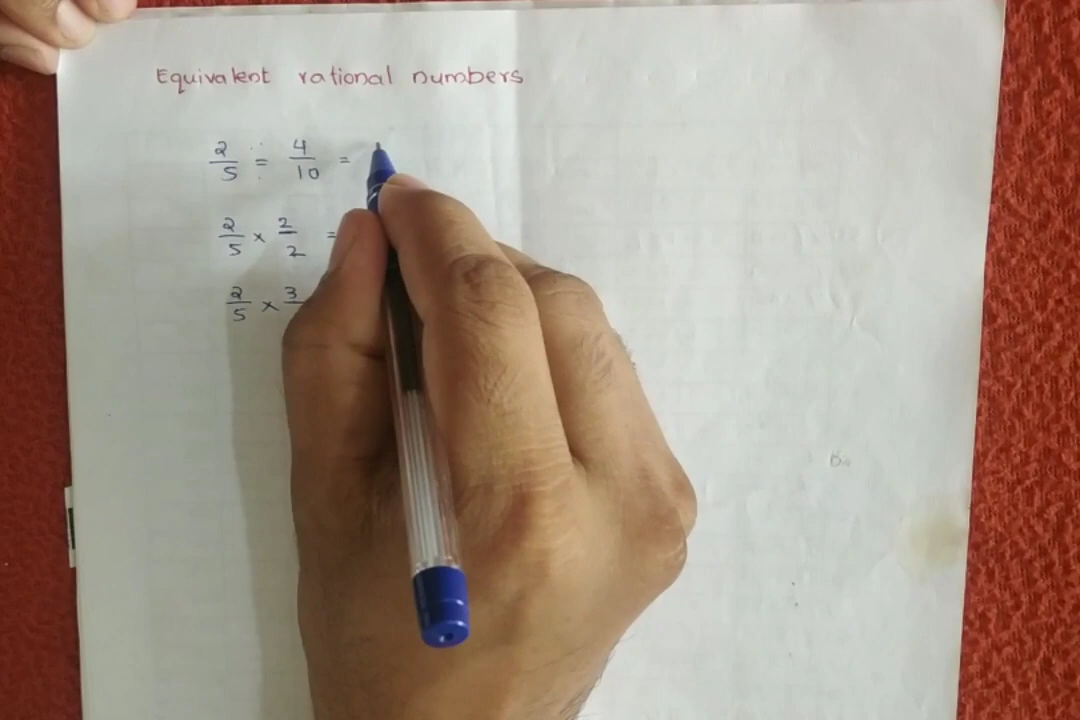 Equivalent rational numbers
2/5 = 4/10 =
2/5 × 2/2 =
2/5 × 3